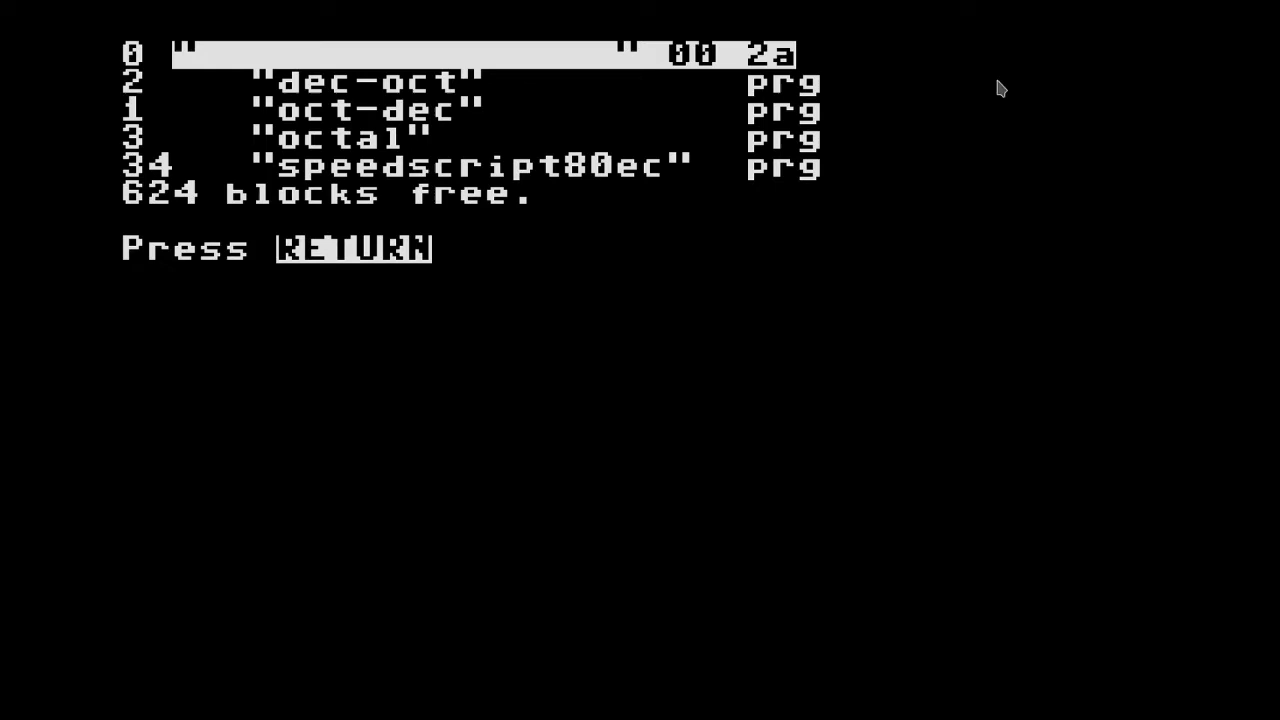 0 "                " 00 2a
2    "dec-oct"          prg
1    "oct-dec"          prg
3    "octal"            prg
34   "speedscript80ec"  prg
624 blocks free.
Press RETURN